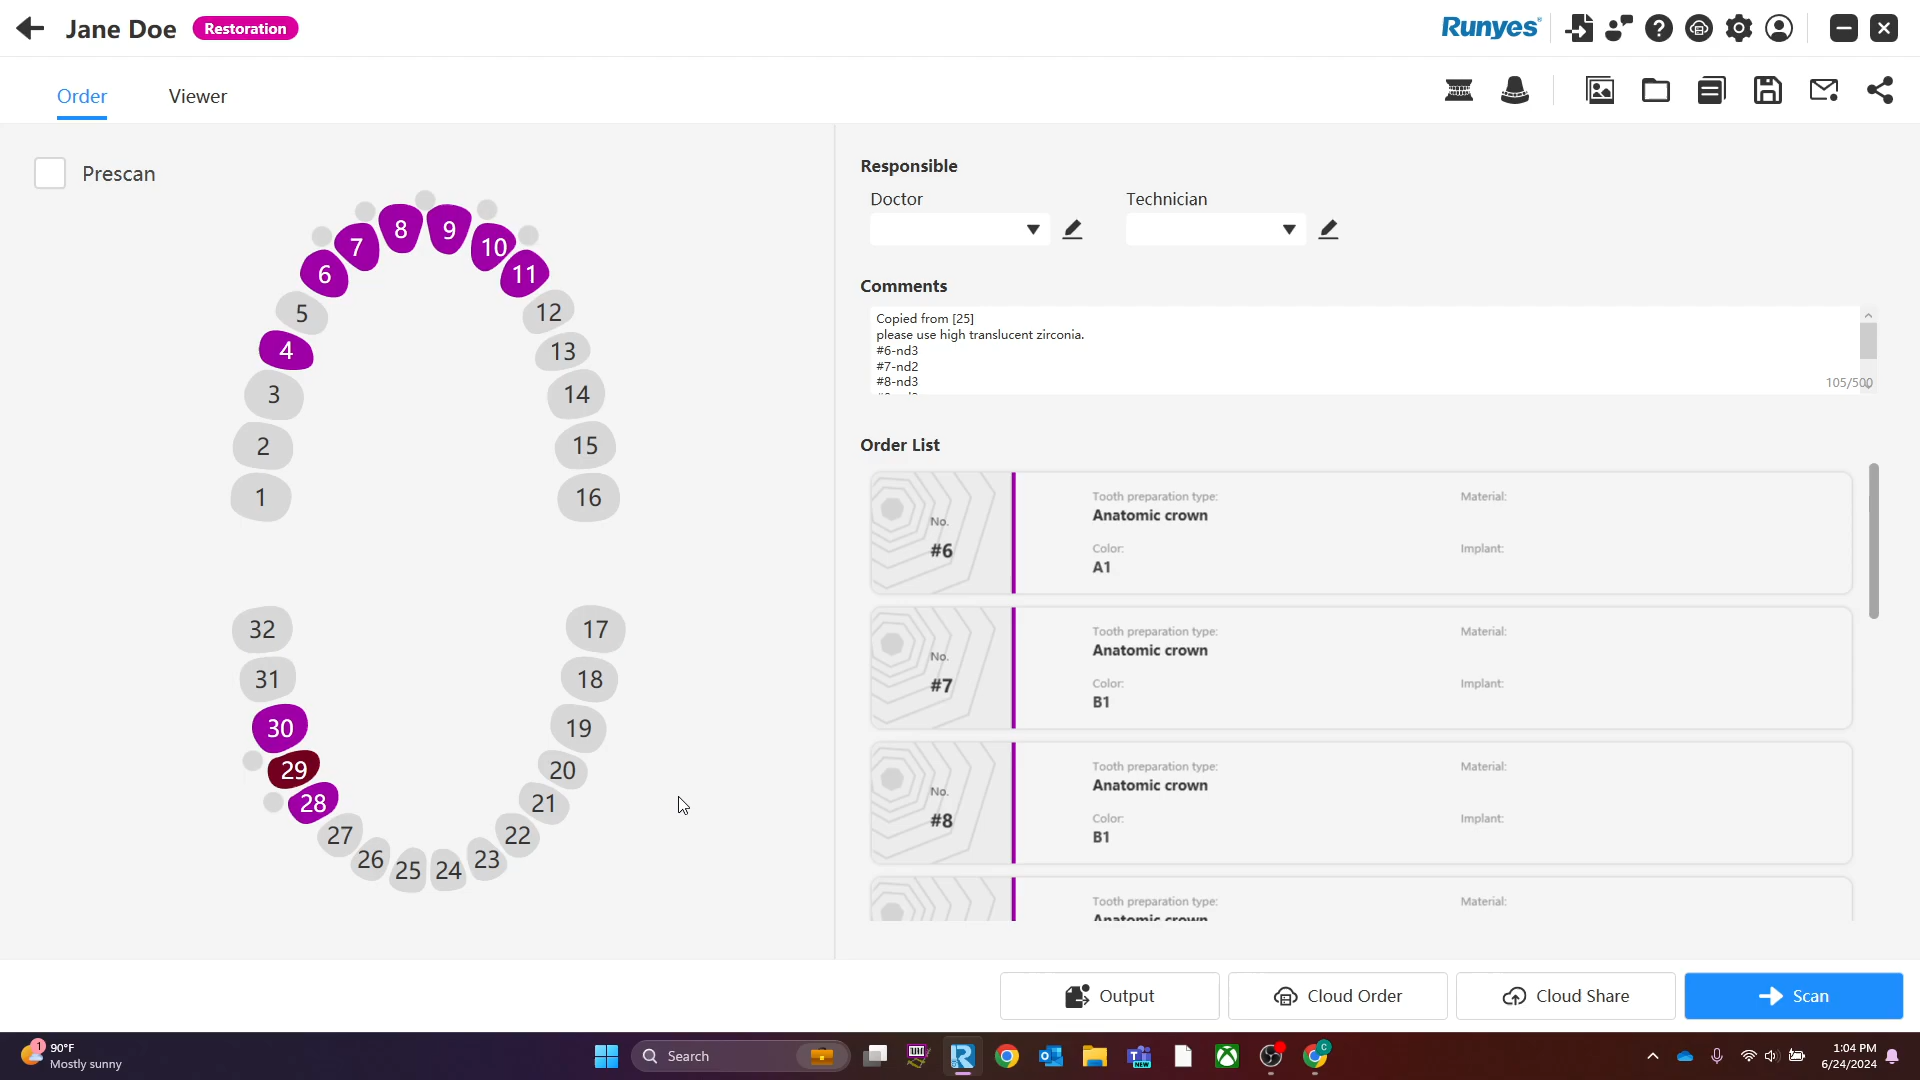 Jane Doe
Restoration
Runyes
Order
Viewer
Prescan
8
9
7
10
6
11
5
12
4
13
3
14
2
15
1
16
32
17
31
18
30
19
29
20
28
21
27
22
26
23
25
24
Responsible
Doctor
Technician
Comments
Copied from [25]
please use high translucent zirconia.
#6-nd3
#7-nd2
#8-nd3
105/500
Order List
No.
#6
Tooth preparation type:
Anatomic crown
Color:
A1
Material:
Implant:
No.
#7
Tooth preparation type:
Anatomic crown
Color:
B1
Material:
Implant:
No.
#8
Tooth preparation type:
Anatomic crown
Color:
B1
Material:
Implant:
Tooth preparation type:
Anatomic crown
Material:
Output
Cloud Order
Cloud Share
Scan
1
90°F
Mostly sunny
Search
NEW
C
1:04 PM
6/24/2024